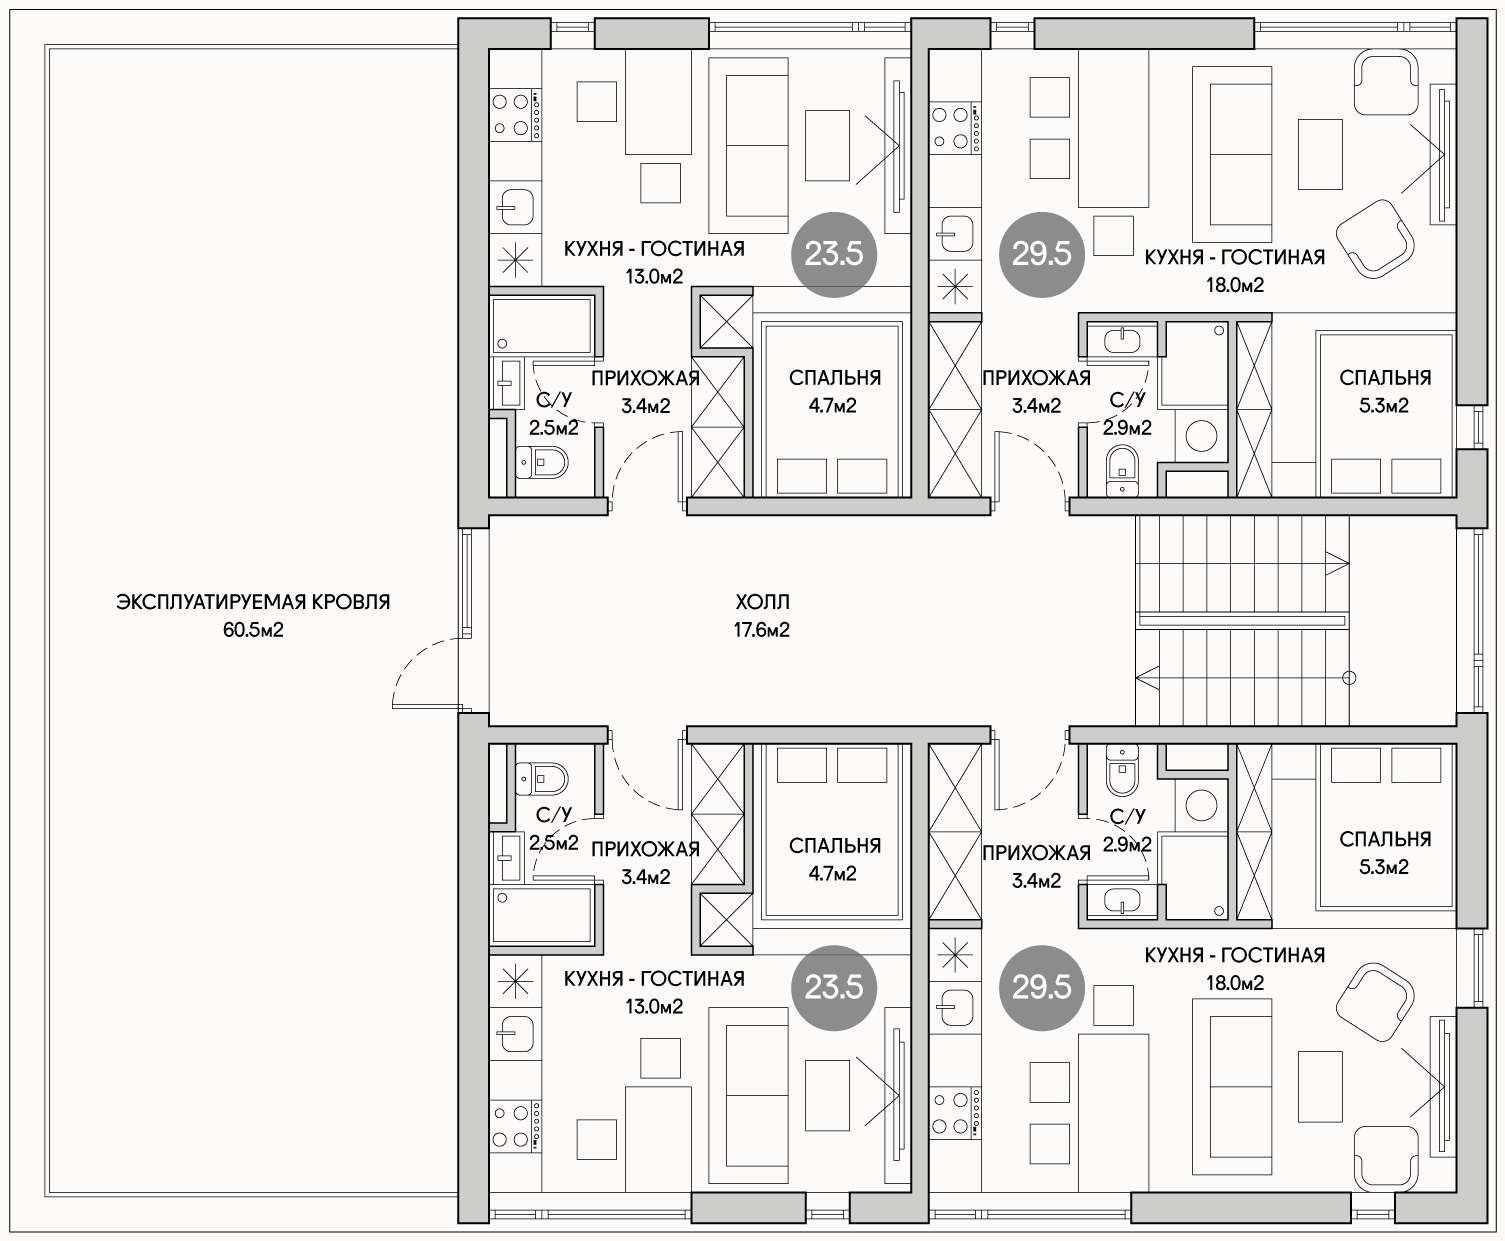 КУХНЯ - ГОСТИНАЯ
13.0м2
23.5
29.5
КУХНЯ - ГОСТИНАЯ
18.0м2
ПРИХОЖАЯ
3.4м2
С/У
2.5м2
СПАЛЬНЯ
4.7м2
ПРИХОЖАЯ
3.4м2
С/У
2.9м2
СПАЛЬНЯ
5.3м2
ЭКСПЛУАТИРУЕМАЯ КРОВЛЯ
60.5м2
ХОЛЛ
17.6м2
С/У
2.5м2
ПРИХОЖАЯ
3.4м2
СПАЛЬНЯ
4.7м2
ПРИХОЖАЯ
3.4м2
С/У
2.9м2
СПАЛЬНЯ
5.3м2
КУХНЯ - ГОСТИНАЯ
13.0м2
23.5
29.5
КУХНЯ - ГОСТИНАЯ
18.0м2